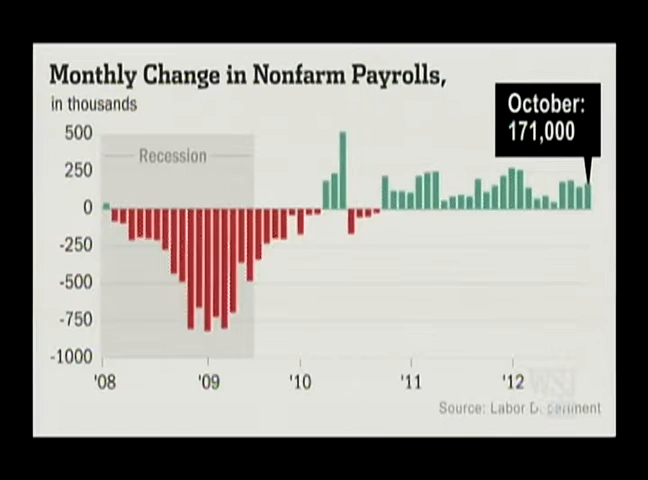 Monthly Change in Nonfarm Payrolls,
in thousands
October:
171,000
500
Recession
250
0
-250
-500
-750
-1000
'08
'09
'10
'11
'12
WSJ
Source: Labor Department